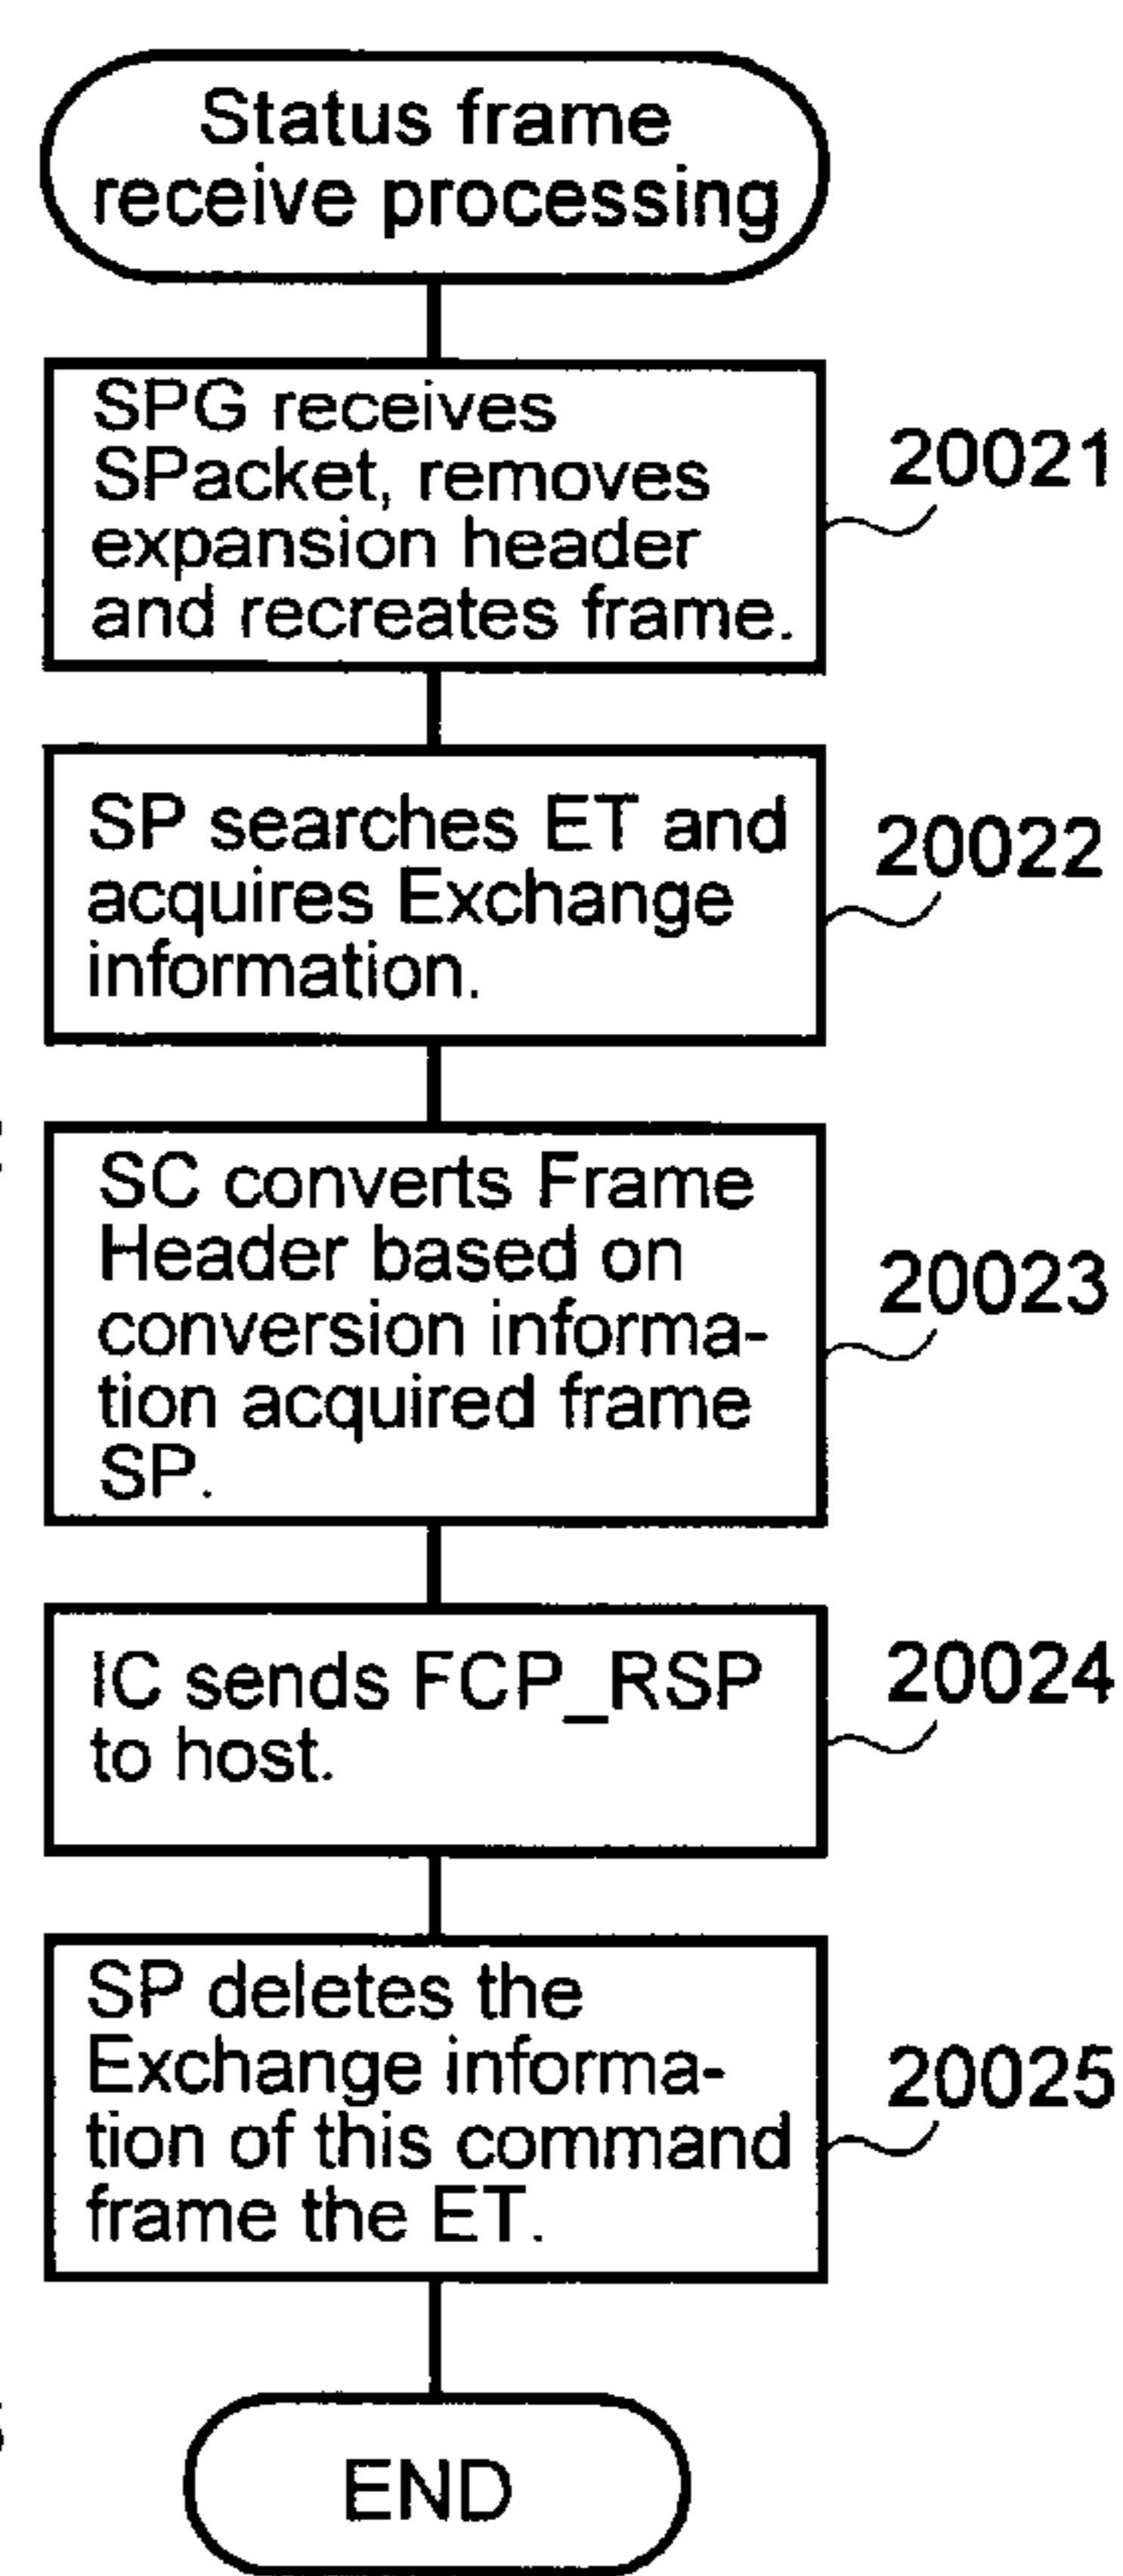 Status frame
receive processing
SPG receives
SPacket, removes
expansion header
and recreates frame.
20021
SP searches ET and
acquires Exchange
information.
20022
SC converts Frame
Header based on
conversion informa-
tion acquired frame
SP.
20023
IC sends FCP_RSP
to host.
20024
SP deletes the
Exchange informa-
tion of this command
frame the ET.
20025
END